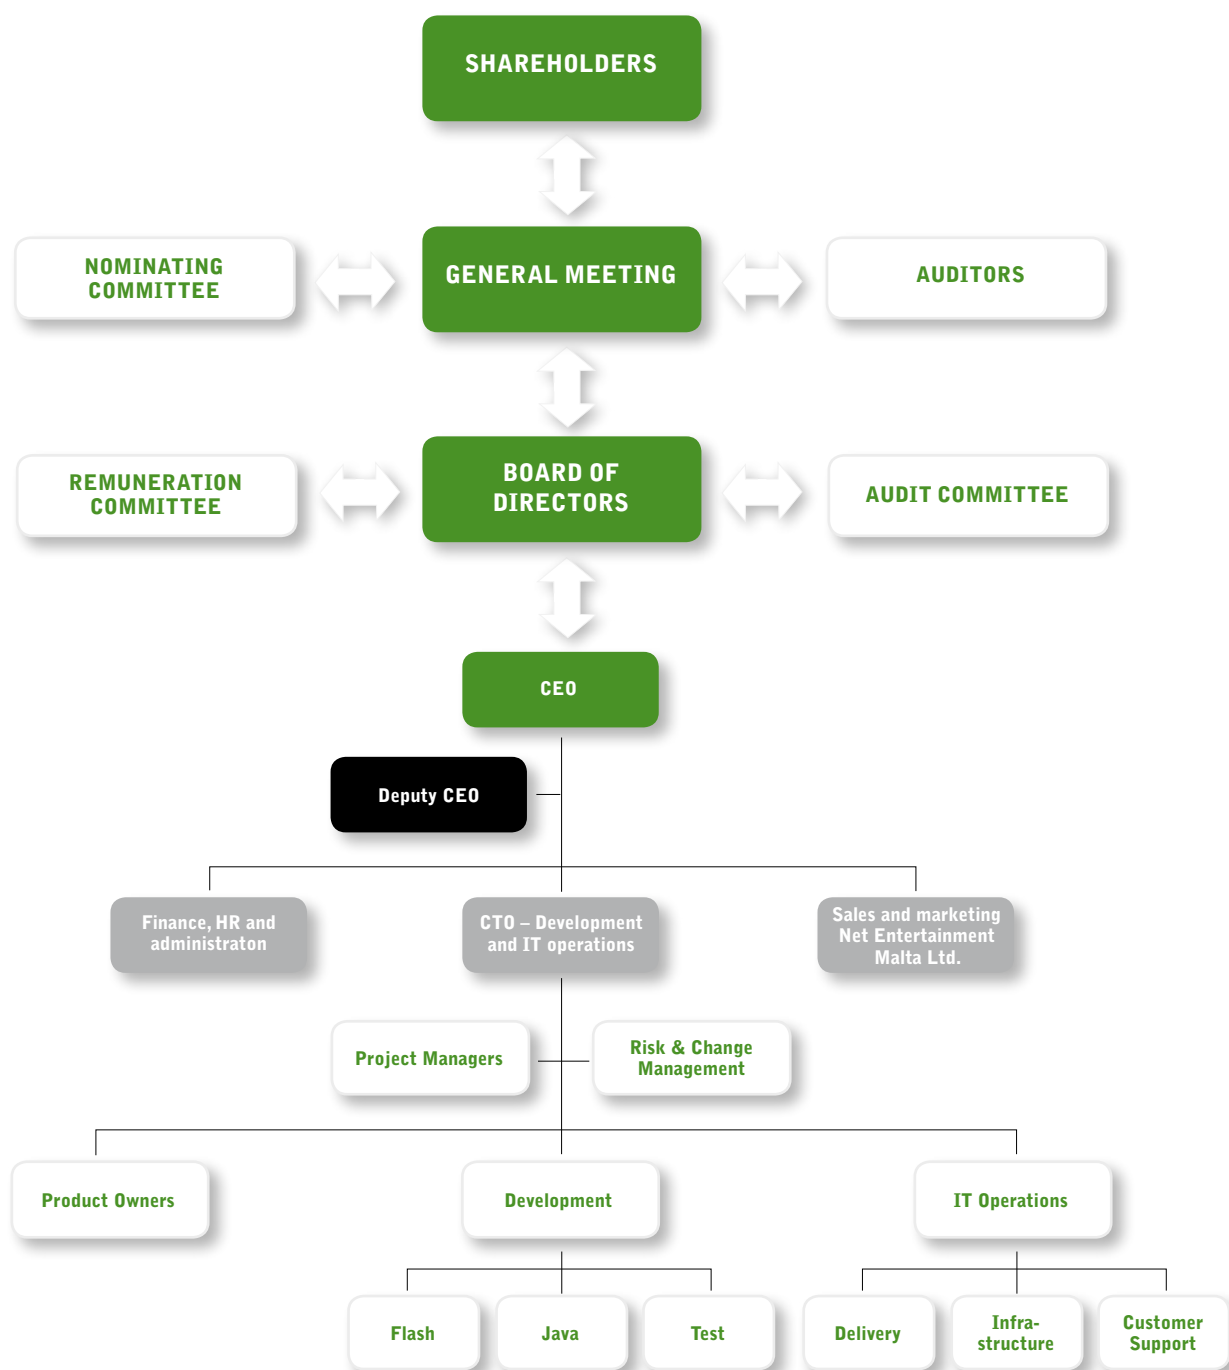 SHAREHOLDERS
NOMINATING
COMMITTEE
GENERAL MEETING
AUDITORS
REMUNERATION
COMMITTEE
BOARD OF
DIRECTORS
AUDIT COMMITTEE
CEO
Deputy CEO
Finance, HR and
administraton
CTO – Development
and IT operations
Sales and marketing
Net Entertainment
Malta Ltd.
Project Managers
Risk & Change
Management
Product Owners
Development
IT Operations
Flash
Java
Test
Delivery
Infra-
structure
Customer
Support